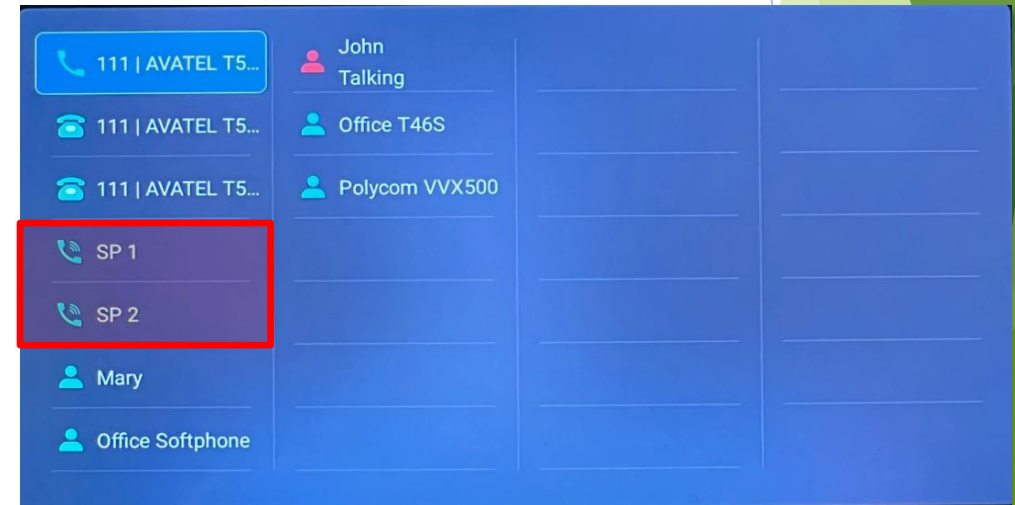 111 | AVATEL T5...
111 | AVATEL T5...
111 | AVATEL T5...
SP 1
SP 2
Mary
Office Softphone
John
Talking
Office T46S
Polycom VVX500